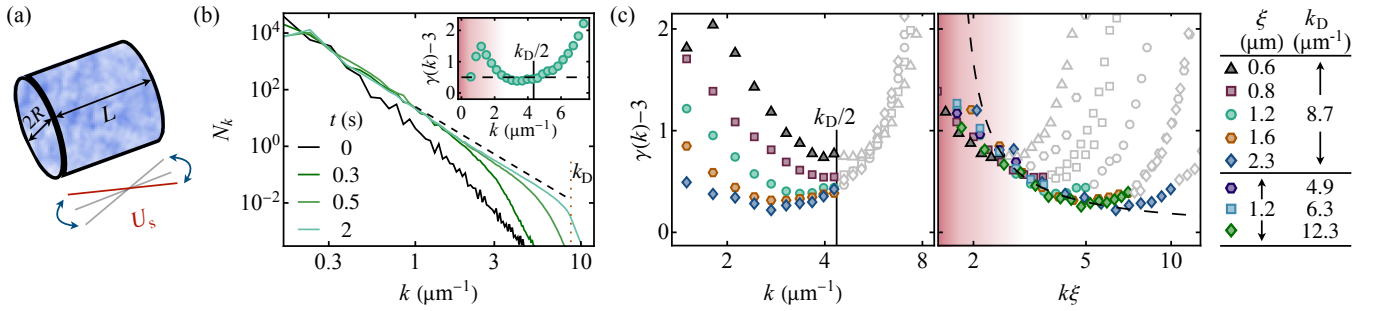 (a)
2R
L
U_s
(b)
N_k
10^4
10^2
10^0
10^{-2}
t (s)
0
0.3
0.5
2
k_D
0.3
1
3
10
k (μm^{-1})
γ(k)−3
2
1
0
k_D/2
0
2
4
6
k (μm^{-1})
(c)
γ(k)−3
2
1
0
k_D/2
2
4
8
k (μm^{-1})
2
5
10
kξ
ξ k_D
(μm) (μm^{-1})
0.6
0.8
1.2 8.7
1.6
2.3
4.9
1.2 6.3
12.3